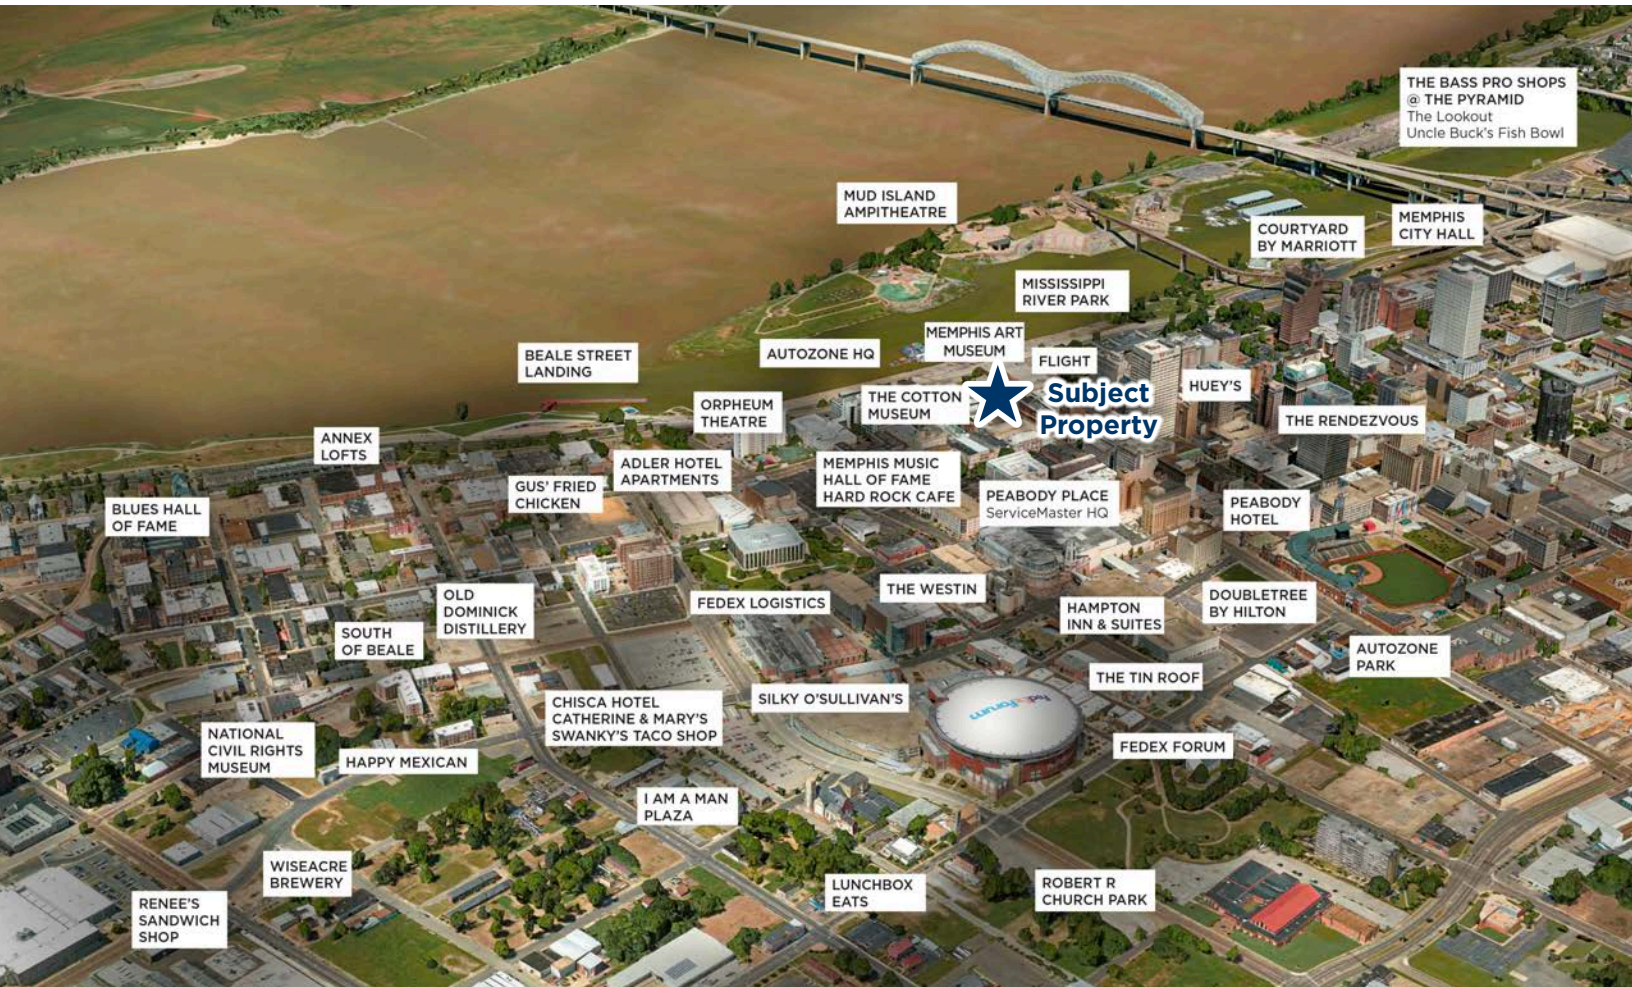 THE BASS PRO SHOPS
@ THE PYRAMID
The Lookout
Uncle Buck's Fish Bowl
MUD ISLAND
AMPITHEATRE
COURTYARD
BY MARRIOTT
MEMPHIS
CITY HALL
MISSISSIPPI
RIVER PARK
MEMPHIS ART
MUSEUM
AUTOZONE HQ
FLIGHT
BEALE STREET
LANDING
HUEY'S
Subject
Property
THE COTTON
MUSEUM
ORPHEUM
THEATRE
THE RENDEZVOUS
ANNEX
LOFTS
ADLER HOTEL
APARTMENTS
MEMPHIS MUSIC
HALL OF FAME
HARD ROCK CAFE
GUS' FRIED
CHICKEN
PEABODY PLACE
ServiceMaster HQ
PEABODY
HOTEL
BLUES HALL
OF FAME
OLD
DOMINICK
DISTILLERY
FEDEX LOGISTICS
THE WESTIN
HAMPTON
INN & SUITES
DOUBLETREE
BY HILTON
SOUTH
OF BEALE
AUTOZONE
PARK
THE TIN ROOF
SILKY O'SULLIVAN'S
CHISCA HOTEL
CATHERINE & MARY'S
SWANKY'S TACO SHOP
FedExForum
NATIONAL
CIVIL RIGHTS
MUSEUM
HAPPY MEXICAN
FEDEX FORUM
I AM A MAN
PLAZA
WISEACRE
BREWERY
LUNCHBOX
EATS
ROBERT R
CHURCH PARK
RENEE'S
SANDWICH
SHOP